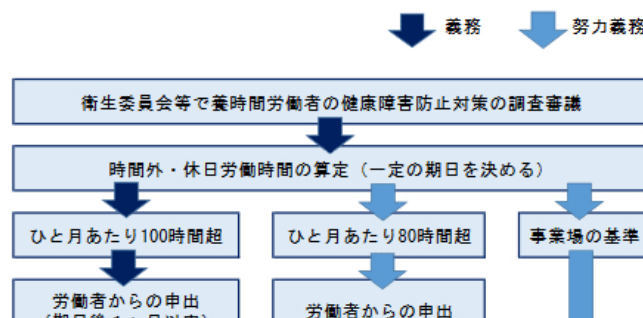 義務
努力義務
衛生委員会等で養時間労働者の健康障害防止対策の調査審議
時間外・休日労働時間の算定（一定の期日を決める）
ひと月あたり100時間超
ひと月あたり80時間超
事業場の基準
労働者からの申出
労働者からの申出